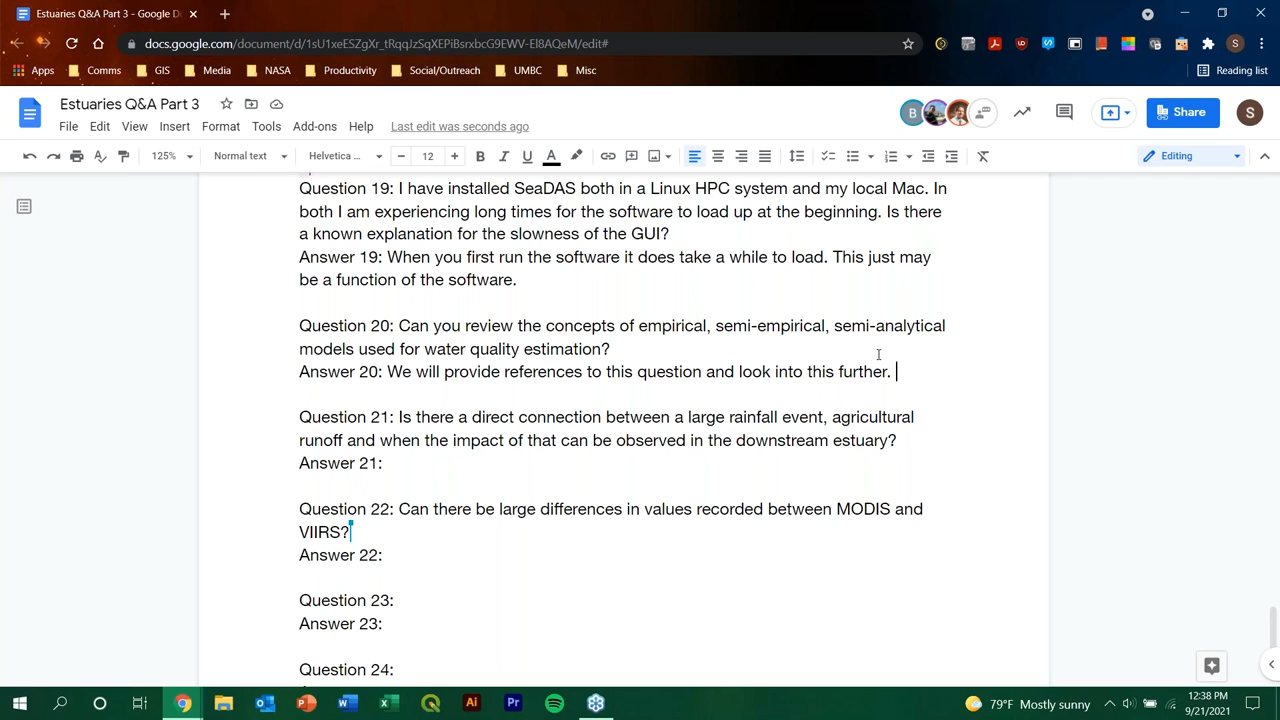 Estuaries Q&A Part 3 - Google D
docs.google.com/document/d/1sU1xeESZgXr_tRqqJzSqXEPiBsrxbcG9EWV-El8AQeM/edit#
S
Apps
Comms
GIS
Media
NASA
Productivity
Social/Outreach
UMBC
Misc
Reading list
Estuaries Q&A Part 3
File Edit View Insert Format Tools Add-ons Help Last edit was seconds ago
B
Share
S
125% Normal text Helvetica ... 12 B I U A Editing
Question 19: I have installed SeaDAS both in a Linux HPC system and my local Mac. In
both I am experiencing long times for the software to load up at the beginning. Is there
a known explanation for the slowness of the GUI?
Answer 19: When you first run the software it does take a while to load. This just may
be a function of the software.
Question 20: Can you review the concepts of empirical, semi-empirical, semi-analytical
models used for water quality estimation?
Answer 20: We will provide references to this question and look into this further.
Question 21: Is there a direct connection between a large rainfall event, agricultural
runoff and when the impact of that can be observed in the downstream estuary?
Answer 21:
Question 22: Can there be large differences in values recorded between MODIS and
VIIRS?
Answer 22:
Question 23:
Answer 23:
Question 24:
79°F Mostly sunny
12:38 PM
9/21/2021